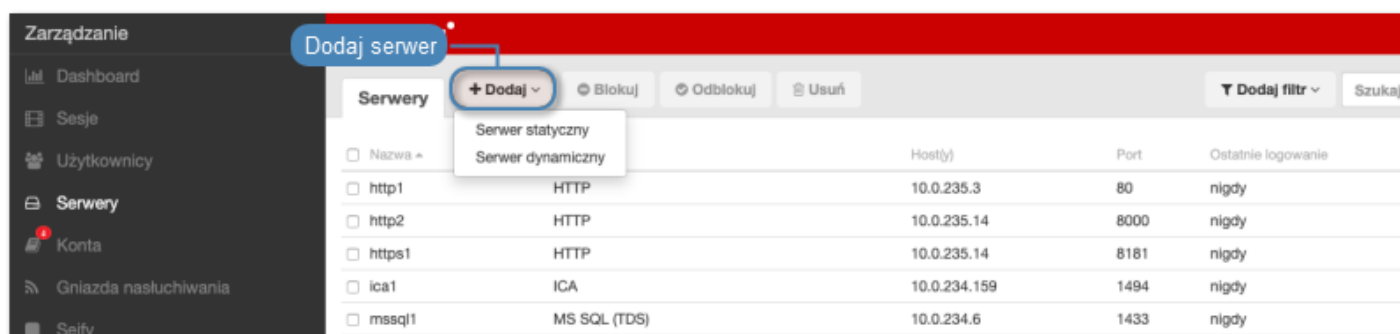 Zarządzanie
Dodaj serwer
Dashboard
Serwery
+ Dodaj
Blokuj
Odblokuj
Usuń
Dodaj filtr
Szukaj
Sesje
Serwer statyczny
Serwer dynamiczny
Użytkownicy
Nazwa
Host(y)
Port
Ostatnie logowanie
http1 HTTP 10.0.235.3 80 nigdy
Serwery
http2 HTTP 10.0.235.14 8000 nigdy
4
Konta
https1 HTTP 10.0.235.14 8181 nigdy
Gniazda nasłuchiwania
ica1 ICA 10.0.234.159 1494 nigdy
Sejfy
mssql1 MS SQL (TDS) 10.0.234.6 1433 nigdy